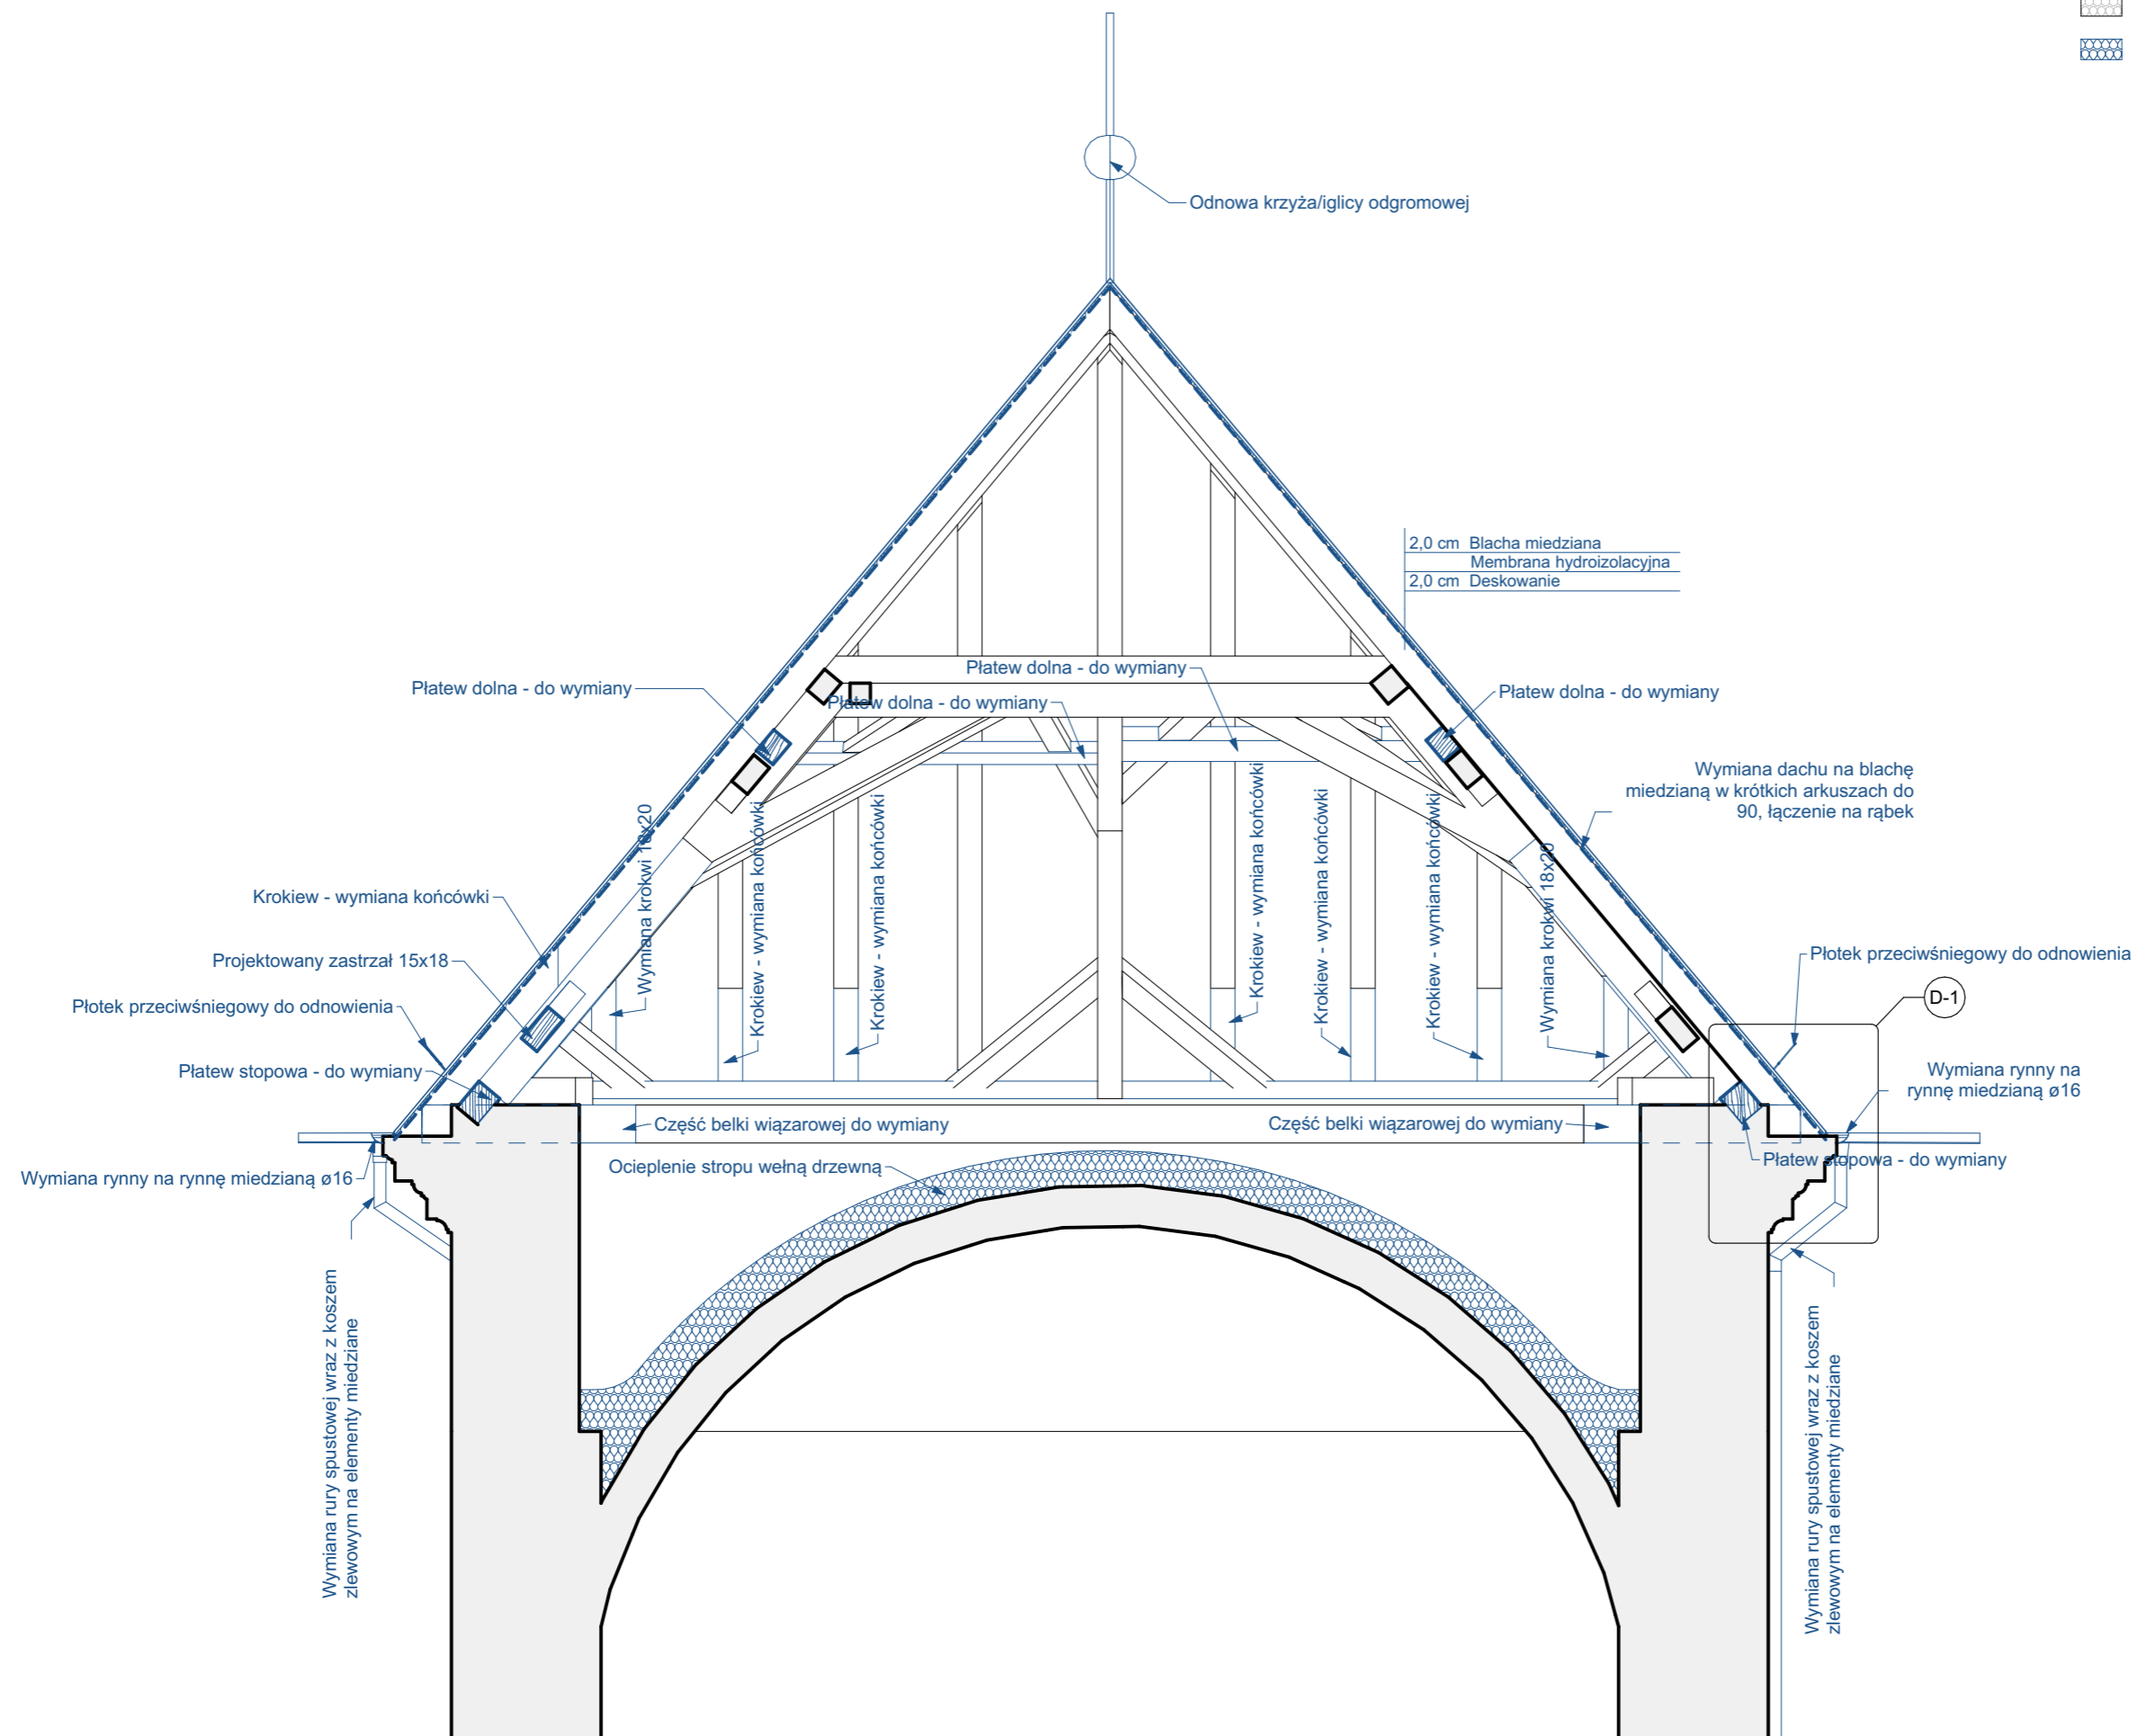 Odnowa krzyża/iglicy odgromowej
2,0 cm Blacha miedziana
Membrana hydroizolacyjna
2,0 cm Deskowanie
Płatew dolna - do wymiany
Płatew dolna - do wymiany
Płatew dolna - do wymiany
Płatew dolna - do wymiany
Wymiana dachu na blachę
miedzianą w krótkich arkuszach do
90, łączenie na rąbek
Krokiew - wymiana końcówki
Projektowany zastrzał 15x18
Płotek przeciwśniegowy do odnowienia
Płatew stopowa - do wymiany
Wymiana krokwi 18x20
Krokiew - wymiana końcówki
Krokiew - wymiana końcówki
Krokiew - wymiana końcówki
Krokiew - wymiana końcówki
Krokiew - wymiana końcówki
Wymiana krokwi 18x20
Płotek przeciwśniegowy do odnowienia
D-1
Wymiana rynny na
rynnę miedzianą ø16
Część belki wiązarowej do wymiany
Część belki wiązarowej do wymiany
Ocieplenie stropu wełną drzewną
Płatew stopowa - do wymiany
Wymiana rynny na rynnę miedzianą ø16
Wymiana rury spustowej wraz z koszem
zlewowym na elementy miedziane
Wymiana rury spustowej wraz z koszem
zlewowym na elementy miedziane